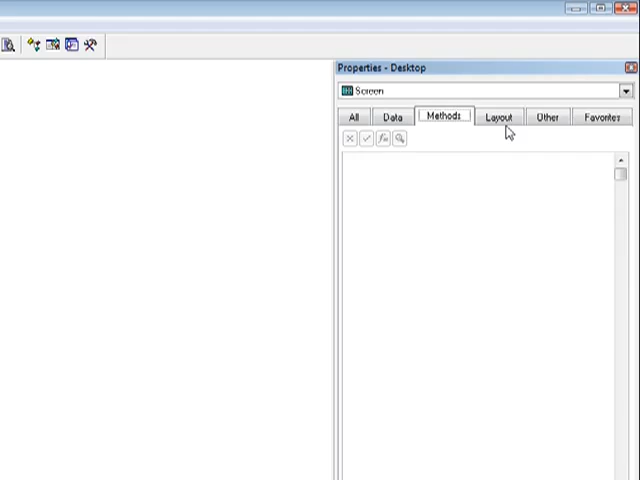 Properties - Desktop
Screen
All Data Methods Layout Other Favorites